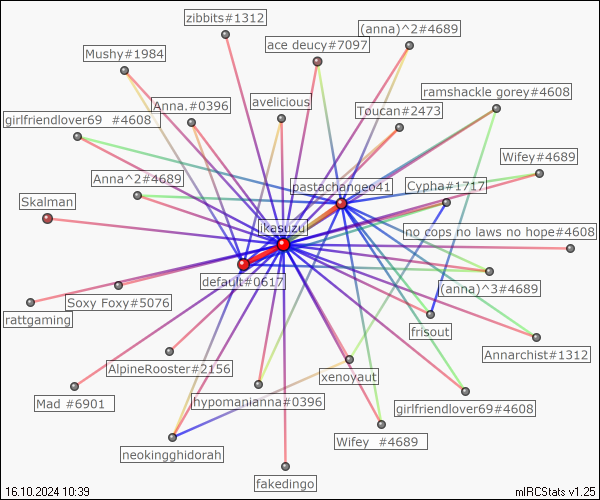 zibbits#1312
(anna)^2#4689
ace deucy#7097
Mushy#1984
ramshackle gorey#4608
Anna.#0396
avelicious
Toucan#2473
girlfriendlover69 #4608
Wifey#4689
Anna^2#4689
pastachangeo41
Cypha#1717
Skalman
ikasuzu
no cops no laws no hope#4608
default#0617
(anna)^3#4689
Soxy Foxy#5076
rattgaming
frisout
Annarchist#1312
AlpineRooster#2156
xenoyaut
Mad #6901
hypomanianna#0396
girlfriendlover69#4608
Wifey #4689
neokingghidorah
fakedingo
16.10.2024 10:39
mIRCStats v1.25